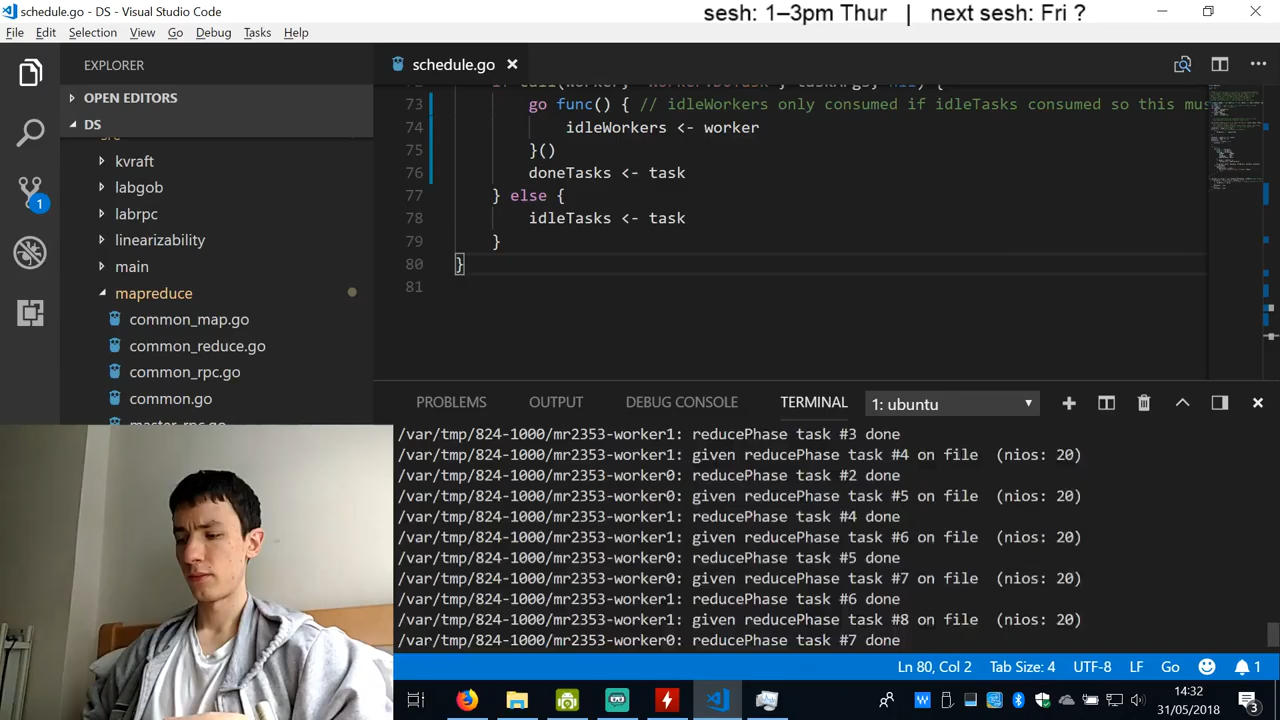 schedule.go - DS - Visual Studio Code
sesh: 1–3pm Thur | next sesh: Fri ?
File Edit Selection View Go Debug Tasks Help
EXPLORER
schedule.go
OPEN EDITORS
DS
kvraft
labgob
labrpc
linearizability
main
mapreduce
common_map.go
common_reduce.go
common_rpc.go
common.go
73 go func() { // idleWorkers only consumed if idleTasks consumed so this mus
74 idleWorkers <- worker
75 }()
76 doneTasks <- task
77 } else {
78 idleTasks <- task
79 }
80 }
81
PROBLEMS OUTPUT DEBUG CONSOLE TERMINAL 1: ubuntu
/var/tmp/824-1000/mr2353-worker1: reducePhase task #3 done
/var/tmp/824-1000/mr2353-worker1: given reducePhase task #4 on file (nios: 20)
/var/tmp/824-1000/mr2353-worker0: reducePhase task #2 done
/var/tmp/824-1000/mr2353-worker0: given reducePhase task #5 on file (nios: 20)
/var/tmp/824-1000/mr2353-worker1: reducePhase task #4 done
/var/tmp/824-1000/mr2353-worker1: given reducePhase task #6 on file (nios: 20)
/var/tmp/824-1000/mr2353-worker0: reducePhase task #5 done
/var/tmp/824-1000/mr2353-worker0: given reducePhase task #7 on file (nios: 20)
/var/tmp/824-1000/mr2353-worker1: reducePhase task #6 done
/var/tmp/824-1000/mr2353-worker1: given reducePhase task #8 on file (nios: 20)
/var/tmp/824-1000/mr2353-worker0: reducePhase task #7 done
Ln 80, Col 2 Tab Size: 4 UTF-8 LF Go 1
14:32
31/05/2018
3